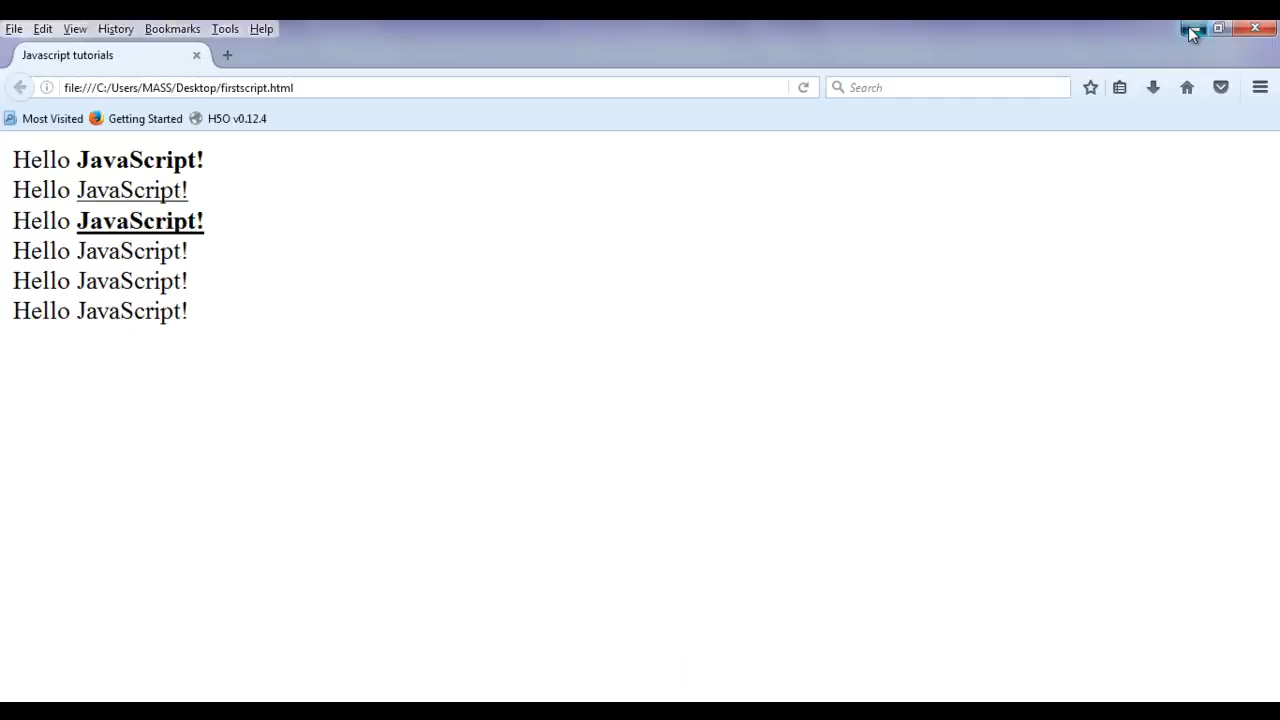 File Edit View History Bookmarks Tools Help
Javascript tutorials
file:///C:/Users/MASS/Desktop/firstscript.html Search
Most Visited Getting Started H5O v0.12.4
Hello JavaScript!
Hello JavaScript!
Hello JavaScript!
Hello JavaScript!
Hello JavaScript!
Hello JavaScript!